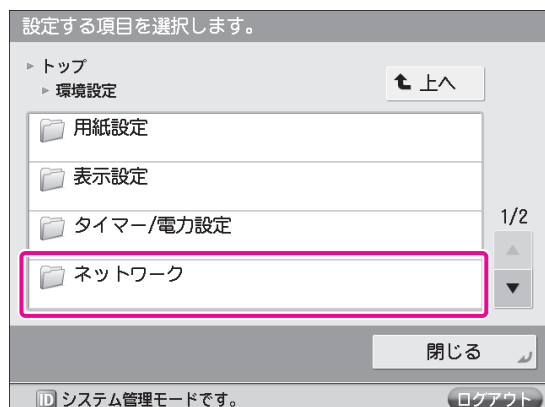 設定する項目を選択します。
トップ
環境設定
上へ
用紙設定
表示設定
タイマー/電力設定
ネットワーク
1/2
閉じる
ID システム管理モードです。
ログアウト